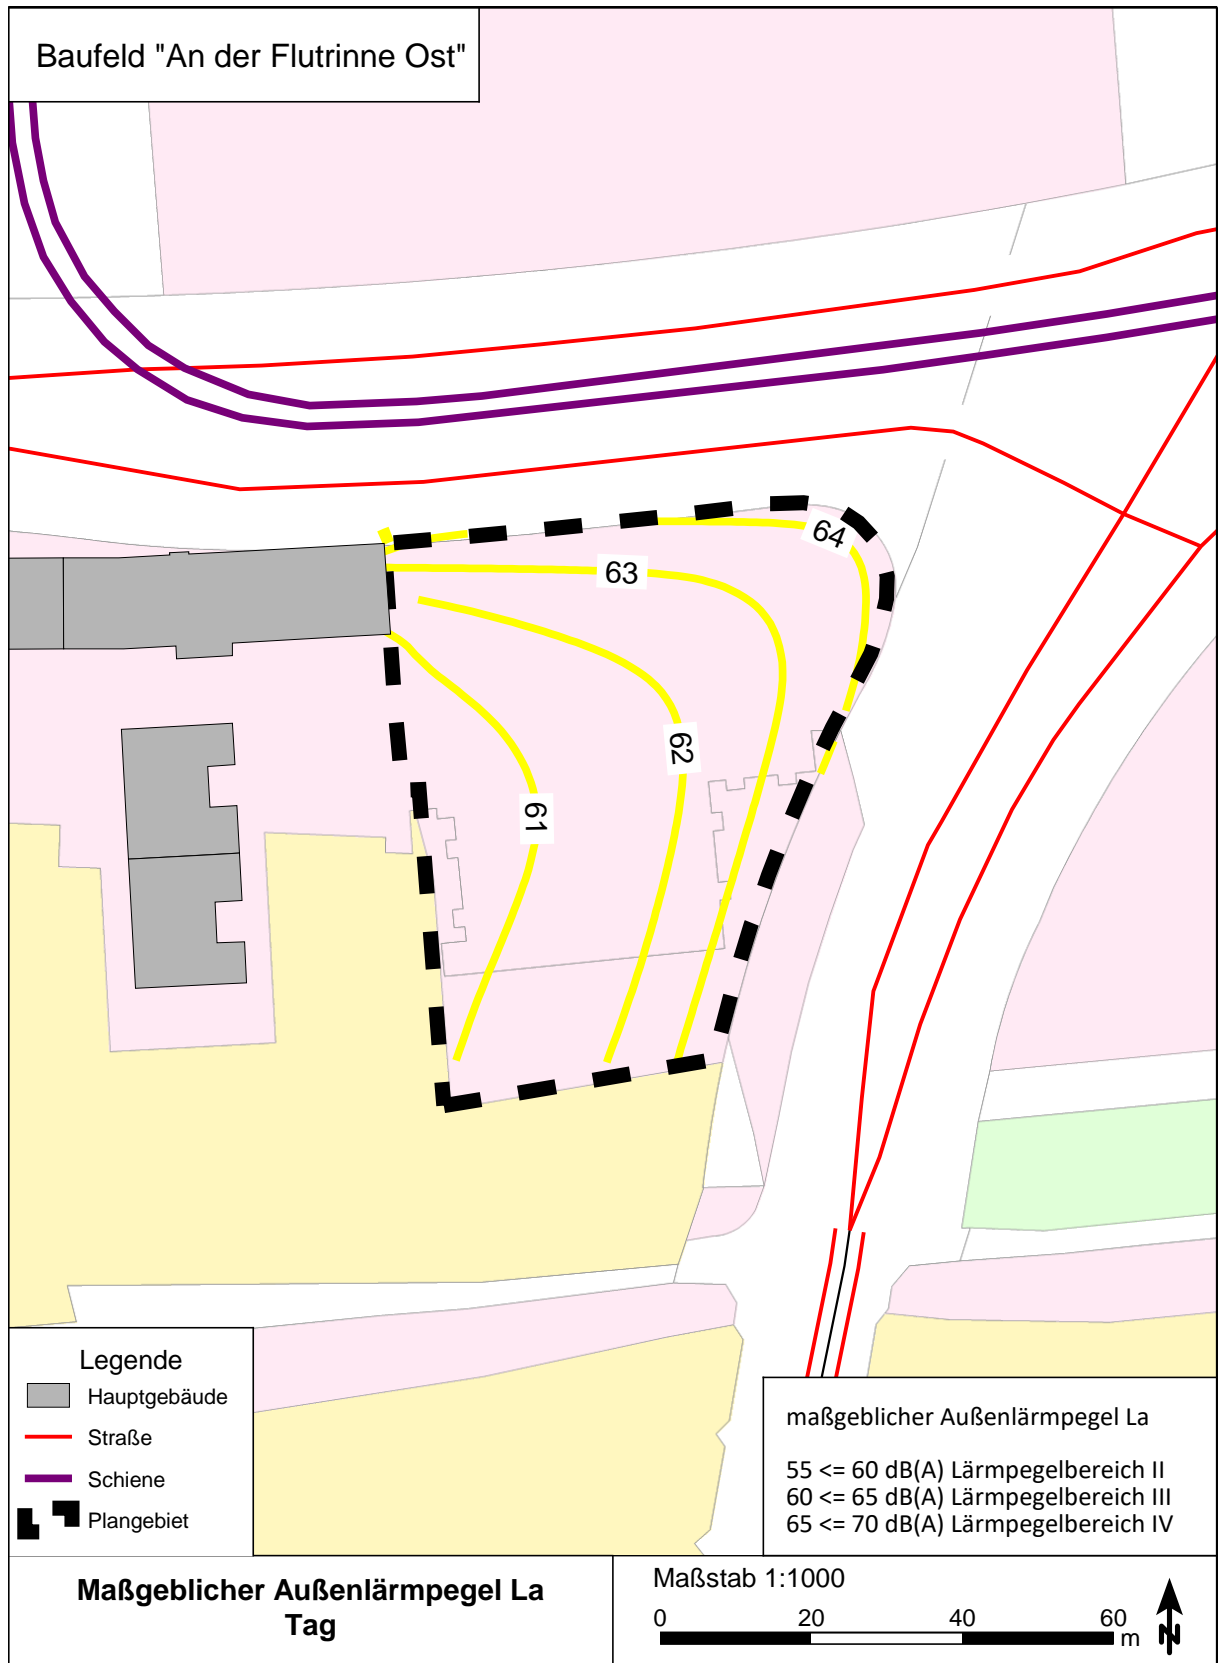 Baufeld "An der Flutrinne Ost"
64
63
62
61
Legende
Hauptgebäude
Straße
Schiene
Plangebiet
maßgeblicher Außenlärmpegel La
55 <= 60 dB(A) Lärmpegelbereich II
60 <= 65 dB(A) Lärmpegelbereich III
65 <= 70 dB(A) Lärmpegelbereich IV
Maßgeblicher Außenlärmpegel La
Tag
Maßstab 1:1000
0 20 40 60
m
N